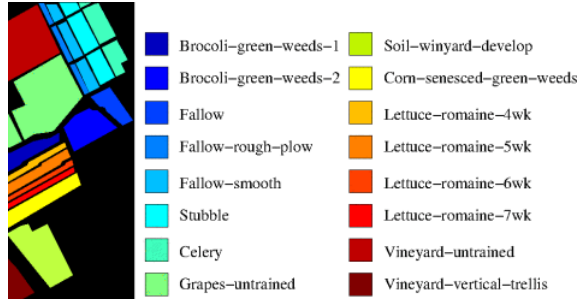 Brocoli-green-weeds-1
Brocoli-green-weeds-2
Fallow
Fallow-rough-plow
Fallow-smooth
Stubble
Celery
Grapes-untrained
Soil-winyard-develop
Corn-senesced-green-weeds
Lettuce-romaine-4wk
Lettuce-romaine-5wk
Lettuce-romaine-6wk
Lettuce-romaine-7wk
Vineyard-untrained
Vineyard-vertical-trellis